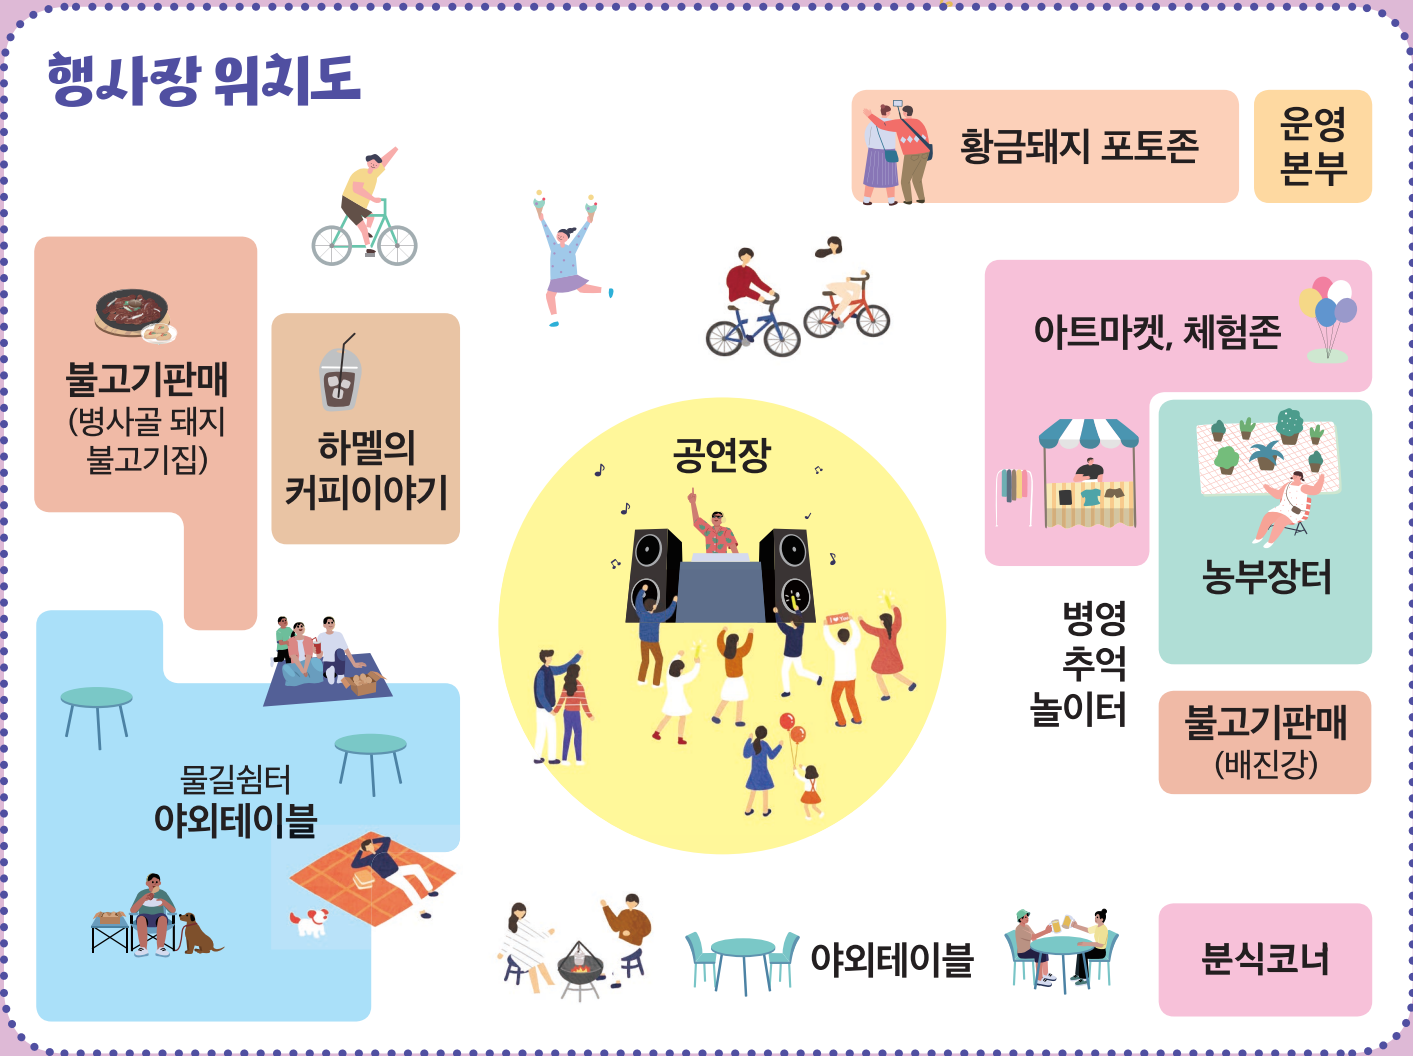 행사장 위치도
황금돼지 포토존
운영
본부
불고기판매
(병사골 돼지
불고기집)
하멜의
커피이야기
공연장
아트마켓, 체험존
농부장터
병영
추억
놀이터
불고기판매
(배진강)
물길쉼터
야외테이블
야외테이블
분식코너